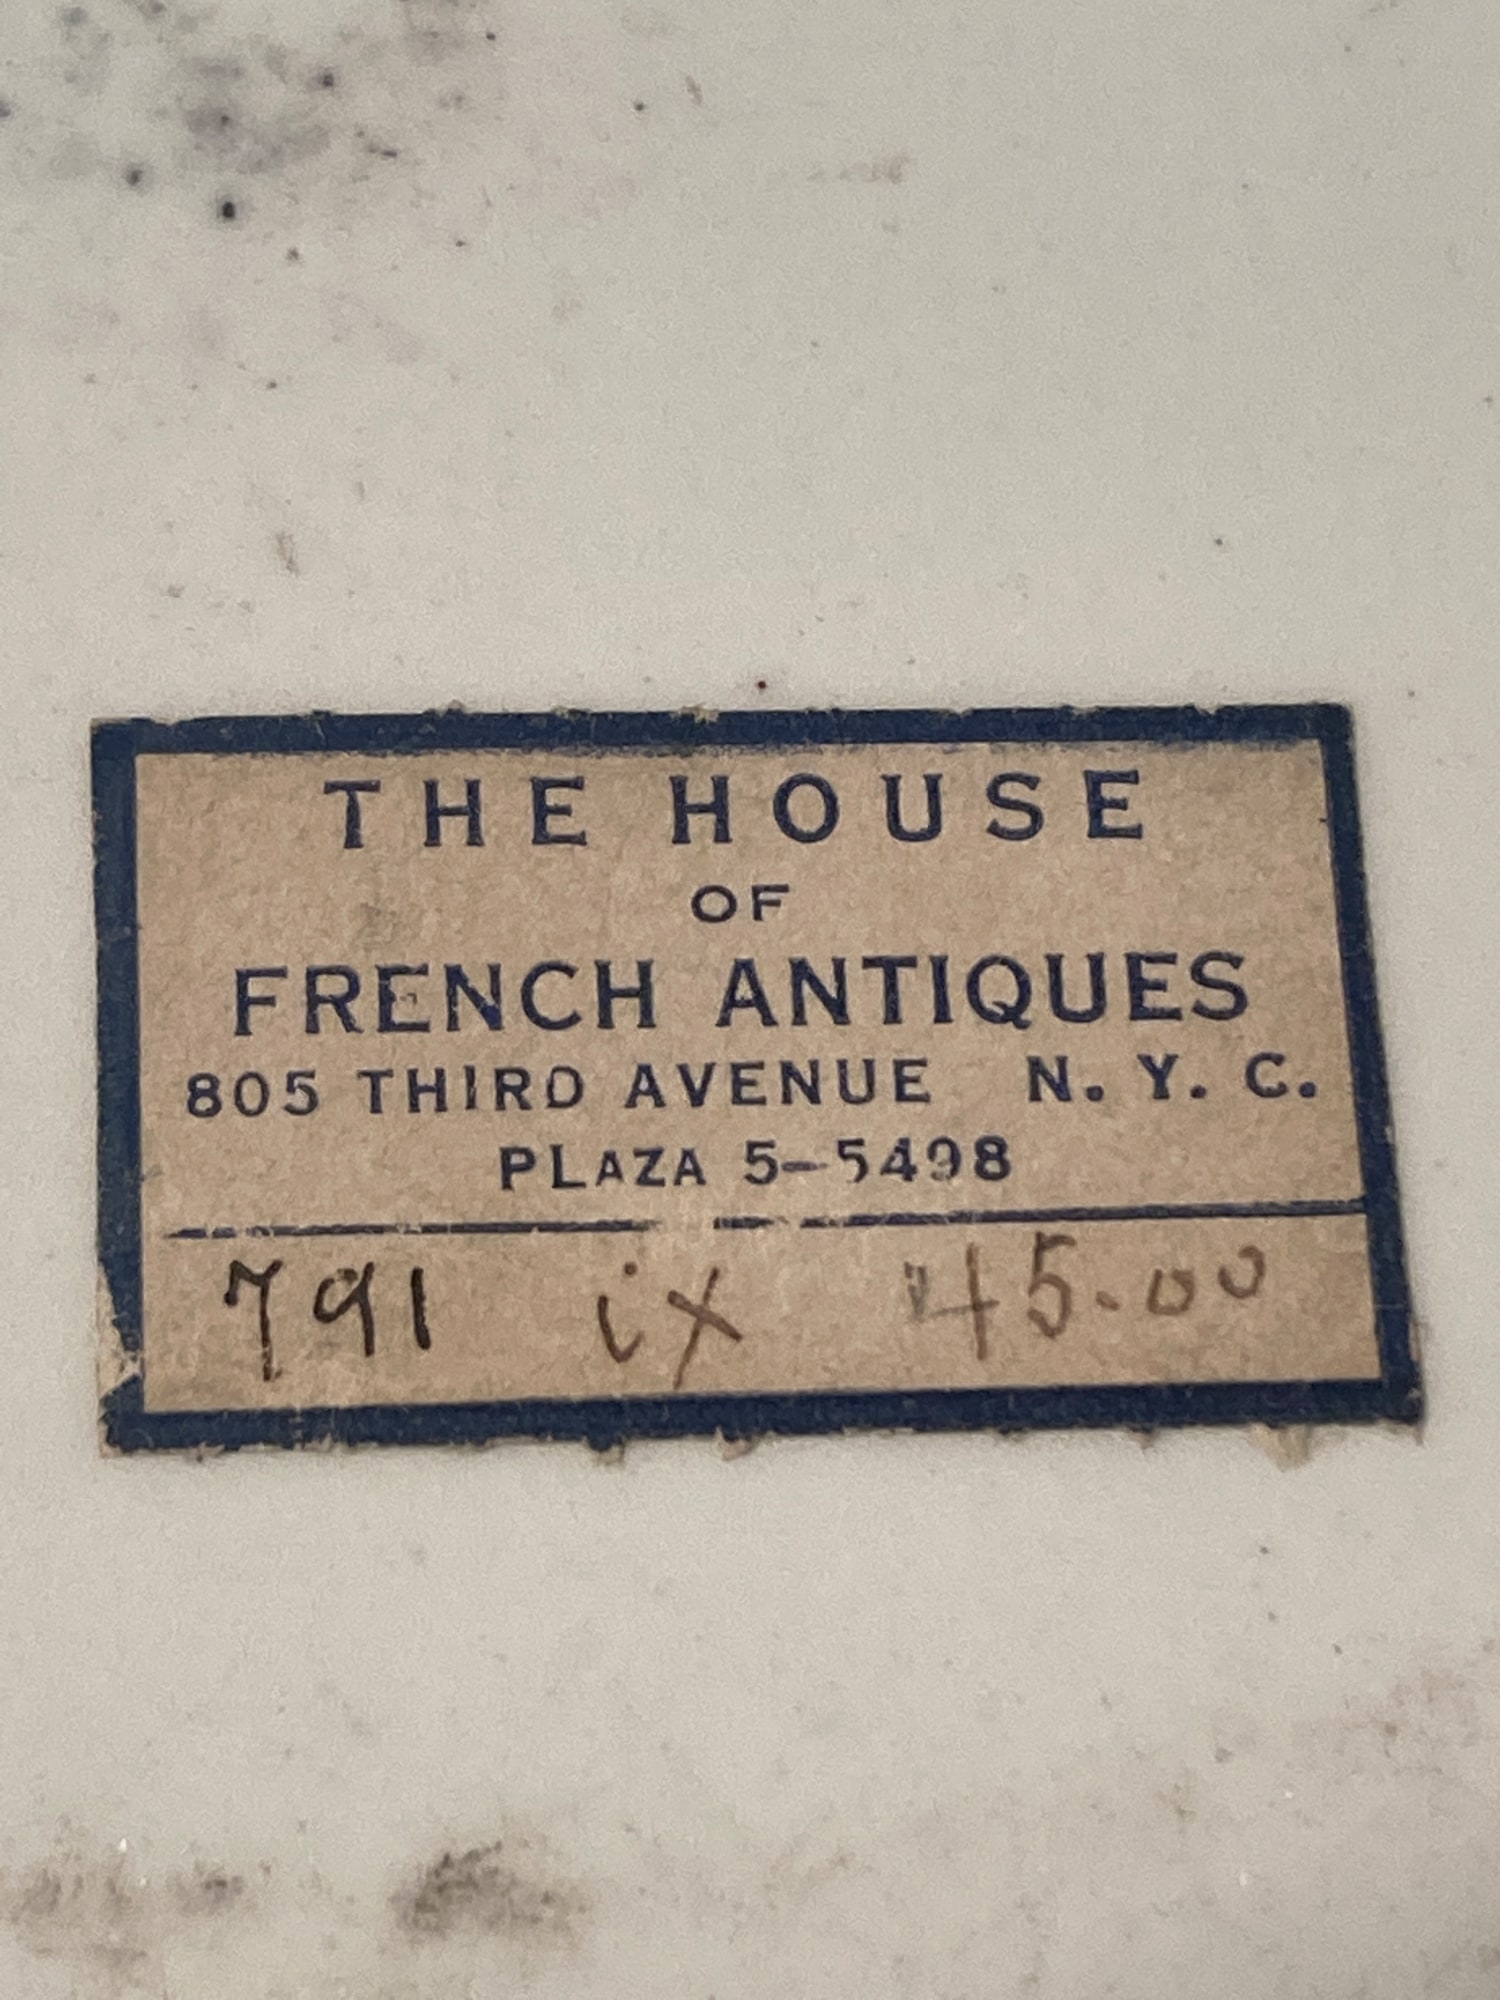 THE HOUSE
OF
FRENCH ANTIQUES
805 THIRD AVENUE N. Y. C.
PLAZA 5-5498
791 ix 45.00